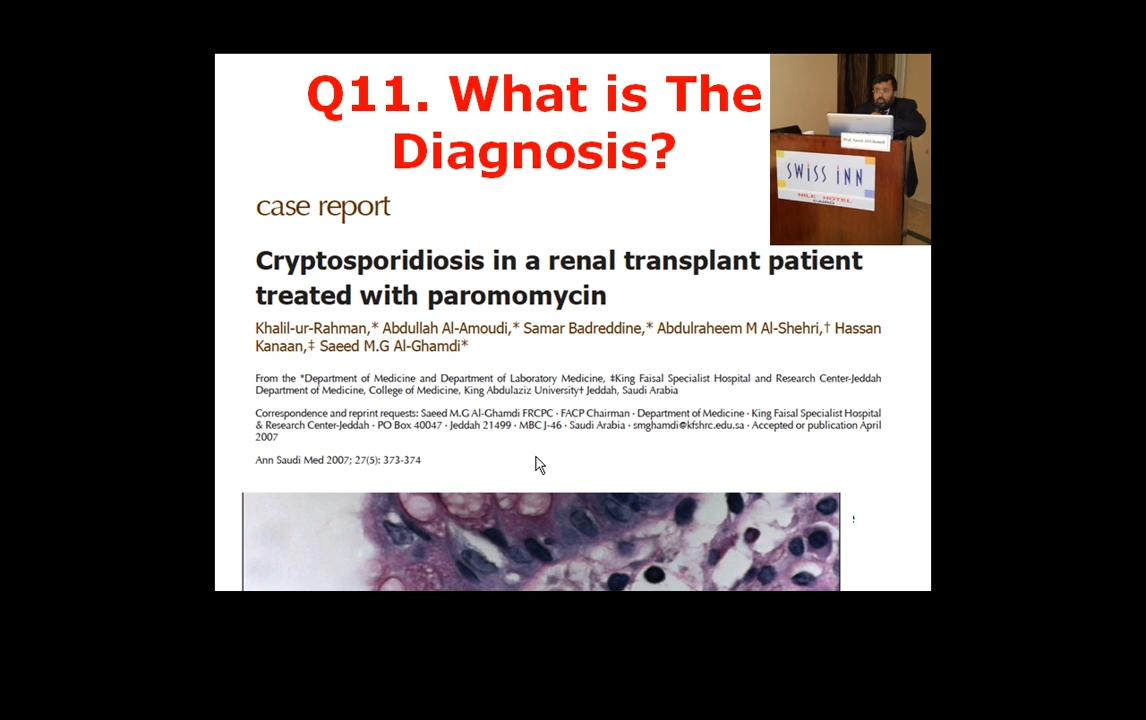 Q11. What is The
Diagnosis?
case report
Cryptosporidiosis in a renal transplant patient
treated with paromomycin
Khalil-ur-Rahman,* Abdullah Al-Amoudi,* Samar Badreddine,* Abdulraheem M Al-Shehri,† Hassan
Kanaan,‡ Saeed M.G Al-Ghamdi*
From the *Department of Medicine and Department of Laboratory Medicine, ‡King Faisal Specialist Hospital and Research Center-Jeddah
Department of Medicine, College of Medicine, King Abdulaziz University† Jeddah, Saudi Arabia
Correspondence and reprint requests: Saeed M.G Al-Ghamdi FRCPC · FACP Chairman · Department of Medicine · King Faisal Specialist Hospital
& Research Center-Jeddah · PO Box 40047 · Jeddah 21499 · MBC J-46 · Saudi Arabia · smghamdi@kfshrc.edu.sa · Accepted or publication April
2007
Ann Saudi Med 2007; 27(5): 373-374
SWISS INN
NILE HOTEL
CAIRO